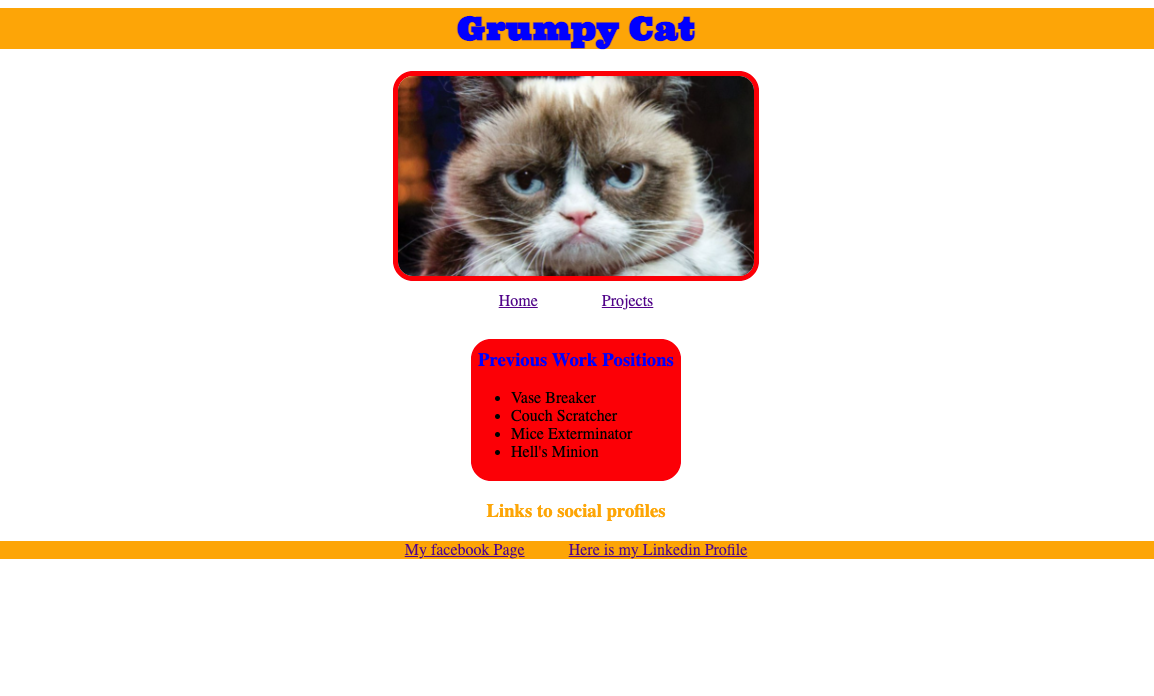 Grumpy Cat
Home Projects
Previous Work Positions
Vase Breaker
Couch Scratcher
Mice Exterminator
Hell's Minion
Links to social profiles
My facebook Page Here is my Linkedin Profile